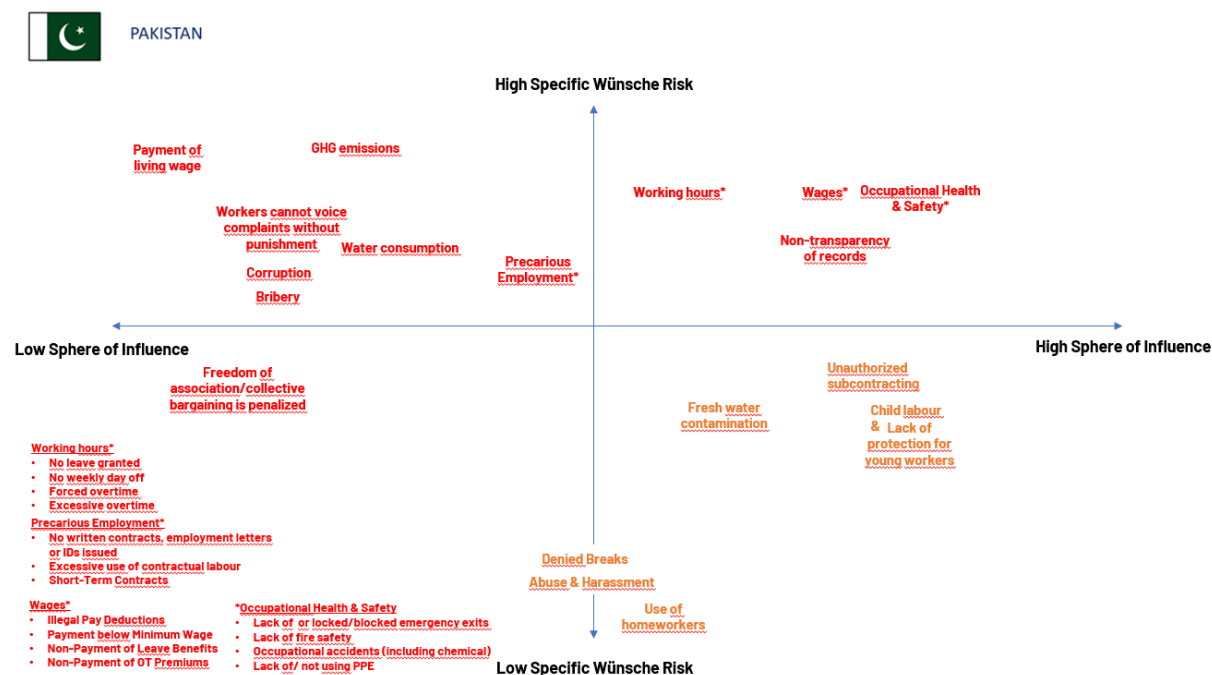 PAKISTAN
High Specific Wünsche Risk
Payment of
living wage
GHG emissions
Working hours*
Wages*
Occupational Health
& Safety*
Workers cannot voice
complaints without
punishment
Water consumption
Non-transparency
of records
Precarious
Employment*
Corruption
Bribery
Low Sphere of Influence
High Sphere of Influence
Freedom of
association/collective
bargaining is penalized
Unauthorized
subcontracting
Fresh water
contamination
Child labour
& Lack of
protection for
young workers
Working hours*
• No leave granted
• No weekly day off
• Forced overtime
• Excessive overtime
Precarious Employment*
• No written contracts, employment letters
or IDs issued
• Excessive use of contractual labour
• Short-Term Contracts
Denied Breaks
Abuse & Harassment
Use of
homeworkers
Wages*
• Illegal Pay Deductions
• Payment below Minimum Wage
• Non-Payment of Leave Benefits
• Non-Payment of OT Premiums
*Occupational Health & Safety
• Lack of or locked/blocked emergency exits
• Lack of fire safety
• Occupational accidents (including chemical)
• Lack of/ not using PPE
Low Specific Wünsche Risk